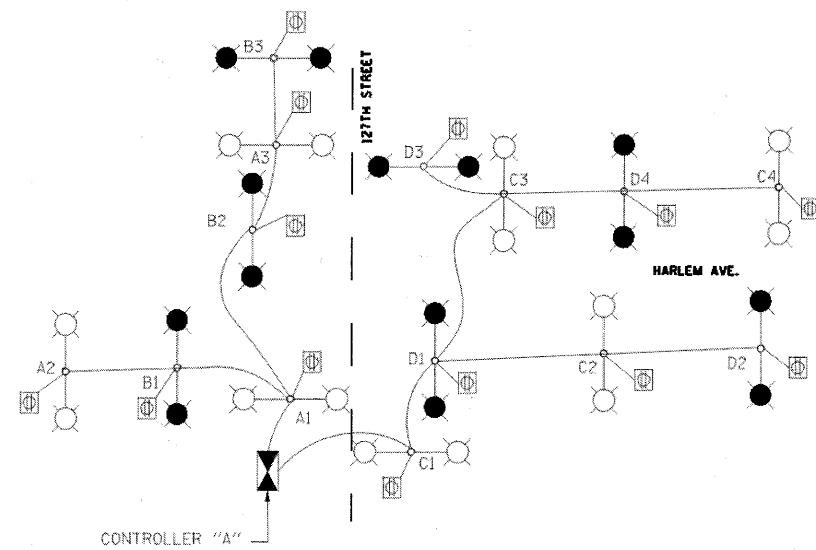 B3
127TH STREET
A3
D3
C3
D4
C4
B2
HARLEM AVE.
A2
B1
D1
C2
D2
A1
C1
CONTROLLER "A"